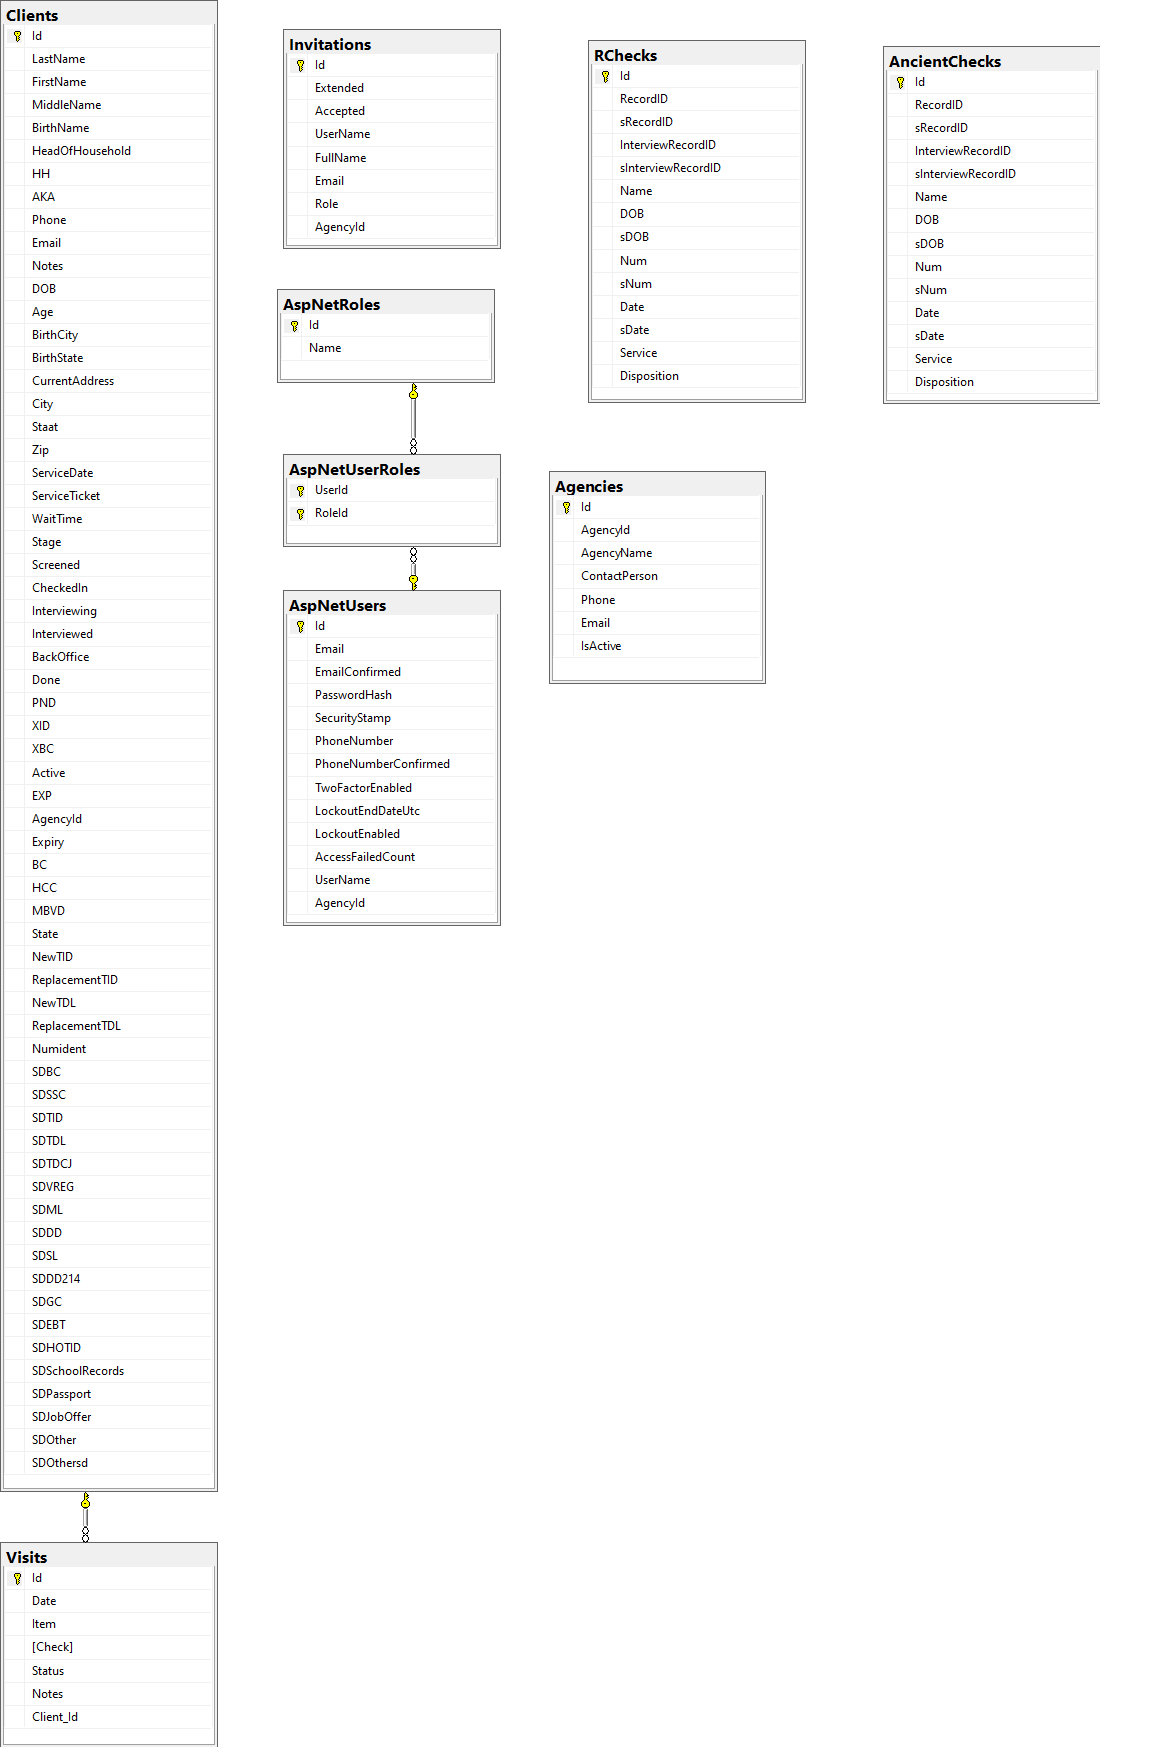 Clients
Id
LastName
FirstName
MiddleName
BirthName
HeadOfHousehold
HH
AKA
Phone
Email
Notes
DOB
Age
BirthCity
BirthState
CurrentAddress
City
Staat
Zip
ServiceDate
ServiceTicket
WaitTime
Stage
Screened
CheckedIn
Interviewing
Interviewed
BackOffice
Done
PND
XID
XBC
Active
EXP
AgencyId
Expiry
BC
HCC
MBVD
State
NewTID
ReplacementTID
NewTDL
ReplacementTDL
Numident
SDBC
SDSSC
SDTID
SDTDL
SDTDCJ
SDVREG
SDML
SDDD
SDSL
SDDD214
SDGC
SDEBT
SDHOTID
SDSchoolRecords
SDPassport
SDJobOffer
SDOther
SDOthersd
Visits
Id
Date
Item
[Check]
Status
Notes
Client_Id
Invitations
Id
Extended
Accepted
UserName
FullName
Email
Role
AgencyId
AspNetRoles
Id
Name
AspNetUserRoles
UserId
RoleId
AspNetUsers
Id
Email
EmailConfirmed
PasswordHash
SecurityStamp
PhoneNumber
PhoneNumberConfirmed
TwoFactorEnabled
LockoutEndDateUtc
LockoutEnabled
AccessFailedCount
UserName
AgencyId
RChecks
Id
RecordID
sRecordID
InterviewRecordID
sInterviewRecordID
Name
DOB
sDOB
Num
sNum
Date
sDate
Service
Disposition
Agencies
Id
AgencyId
AgencyName
ContactPerson
Phone
Email
IsActive
AncientChecks
Id
RecordID
sRecordID
InterviewRecordID
sInterviewRecordID
Name
DOB
sDOB
Num
sNum
Date
sDate
Service
Disposition